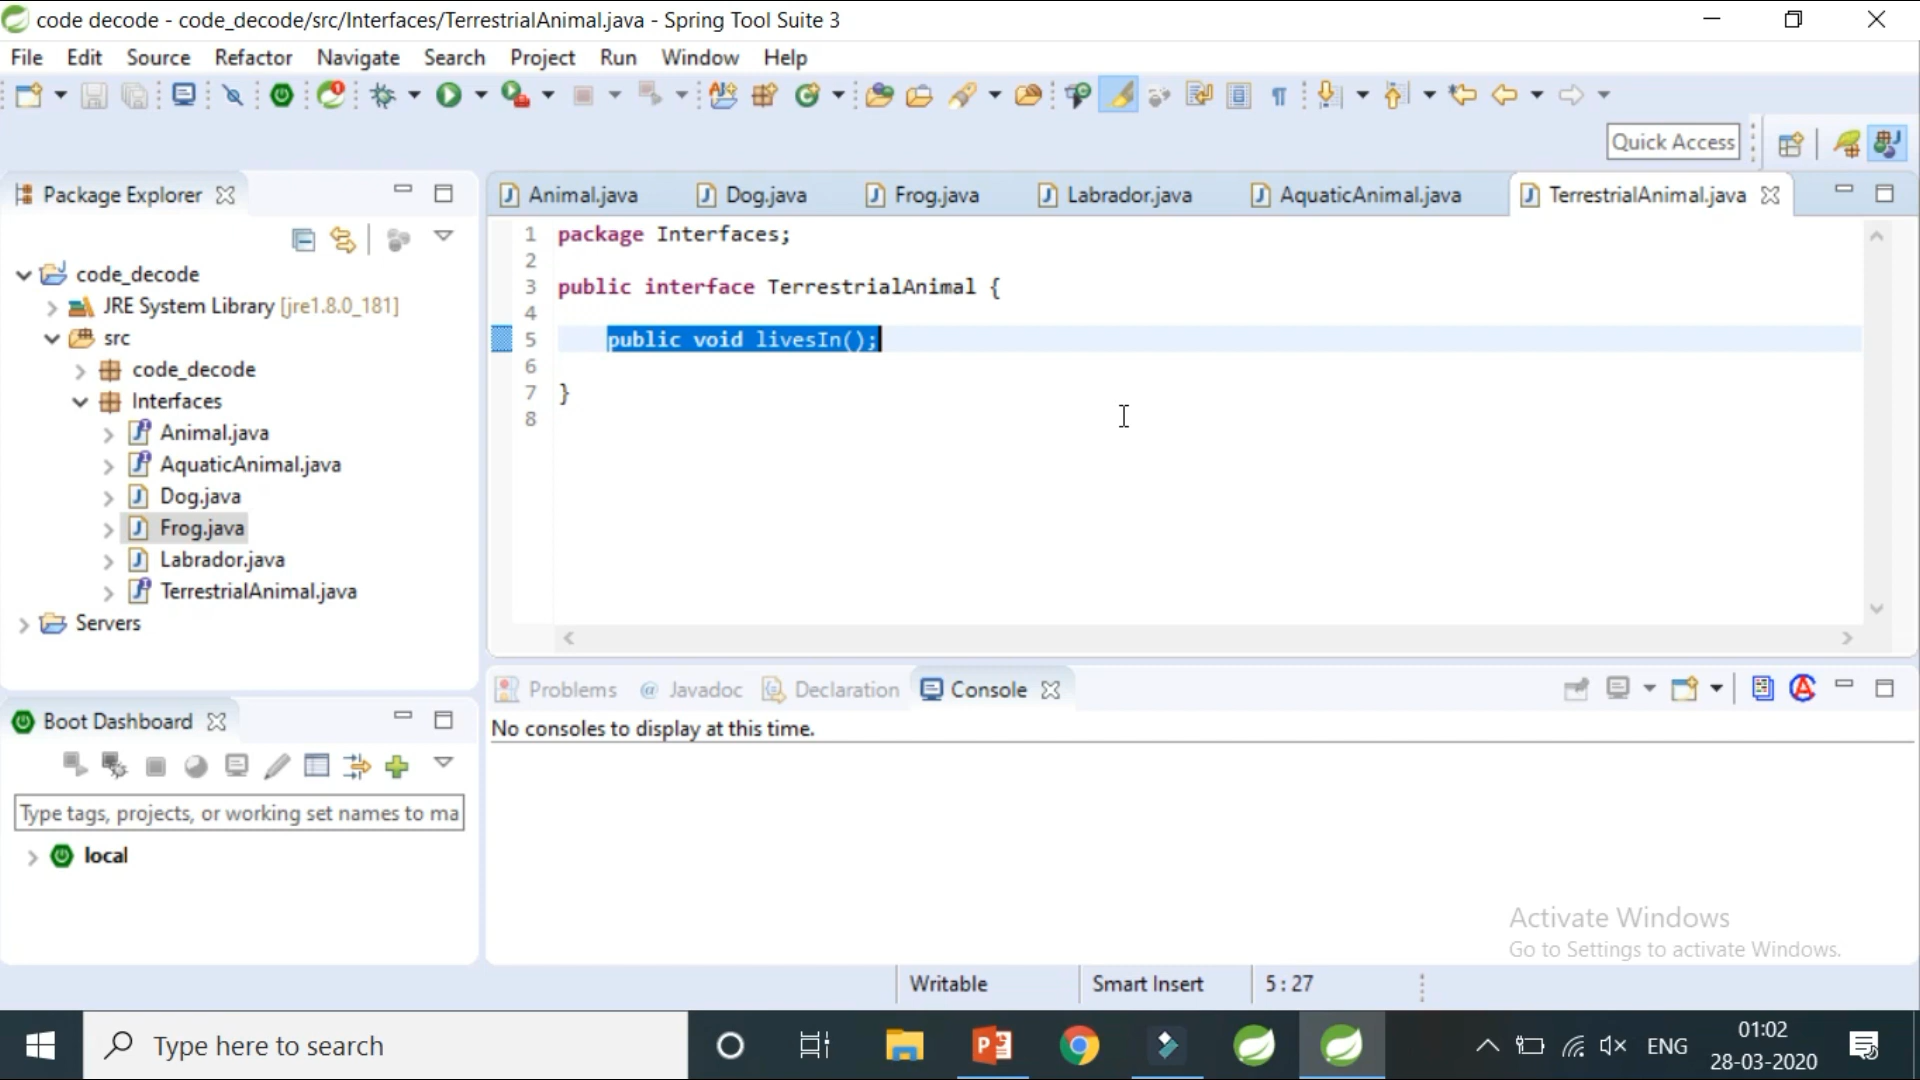 code decode - code_decode/src/Interfaces/TerrestrialAnimal.java - Spring Tool Suite 3
File Edit Source Refactor Navigate Search Project Run Window Help
Quick Access
Package Explorer
code_decode
JRE System Library [jre1.8.0_181]
src
code_decode
Interfaces
Animal.java
AquaticAnimal.java
Dog.java
Frog.java
Labrador.java
TerrestrialAnimal.java
Servers
Animal.java Dog.java Frog.java Labrador.java AquaticAnimal.java TerrestrialAnimal.java
1 package Interfaces;
2
3 public interface TerrestrialAnimal {
4
5 public void livesIn();
6
7 }
8
Boot Dashboard
Type tags, projects, or working set names to ma
local
Problems @ Javadoc Declaration Console
No consoles to display at this time.
Activate Windows
Go to Settings to activate Windows.
Writable Smart Insert 5 : 27
Type here to search
ENG
01:02
28-03-2020